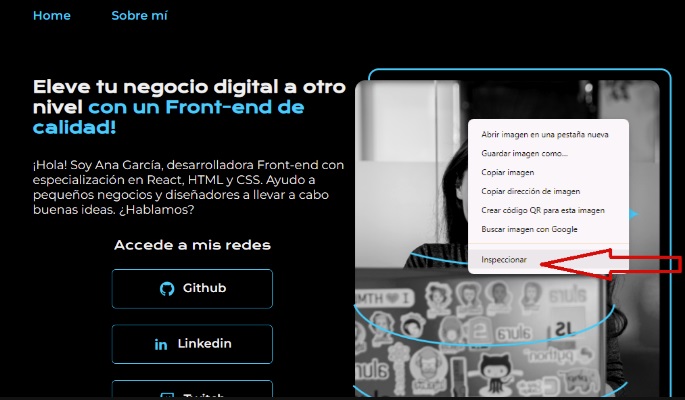 Home
Sobre mí
Eleve tu negocio digital a otro
nivel con un Front-end de
calidad!
¡Hola! Soy Ana García, desarrolladora Front-end con
especialización en React, HTML y CSS. Ayudo a
pequeños negocios y diseñadores a llevar a cabo
buenas ideas. ¿Hablamos?
Accede a mis redes
Github
Linkedin
Twitch
Abrir imagen en una pestaña nueva
Guardar imagen como...
Copiar imagen
Copiar dirección de imagen
Crear código QR para esta imagen
Buscar imagen con Google
Inspeccionar